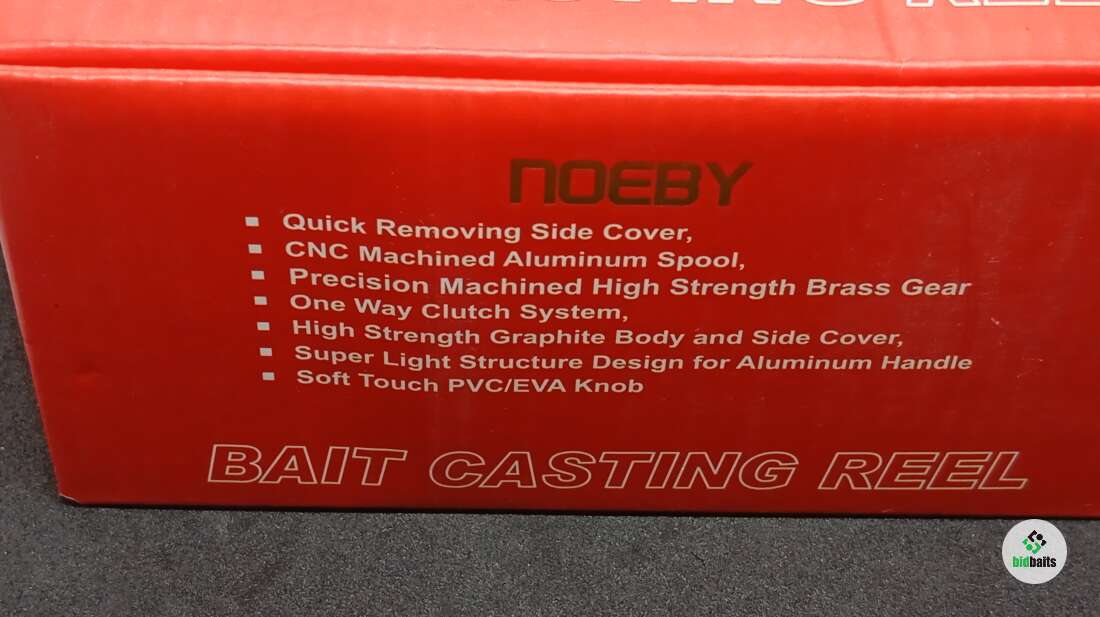 CASTING REEL
NOEBY
▪ Quick Removing Side Cover,
▪ CNC Machined Aluminum Spool,
▪ Precision Machined High Strength Brass Gear
▪ One Way Clutch System,
▪ High Strength Graphite Body and Side Cover,
▪ Super Light Structure Design for Aluminum Handle
▪ Soft Touch PVC/EVA Knob
BAIT CASTING REEL
bidbaits